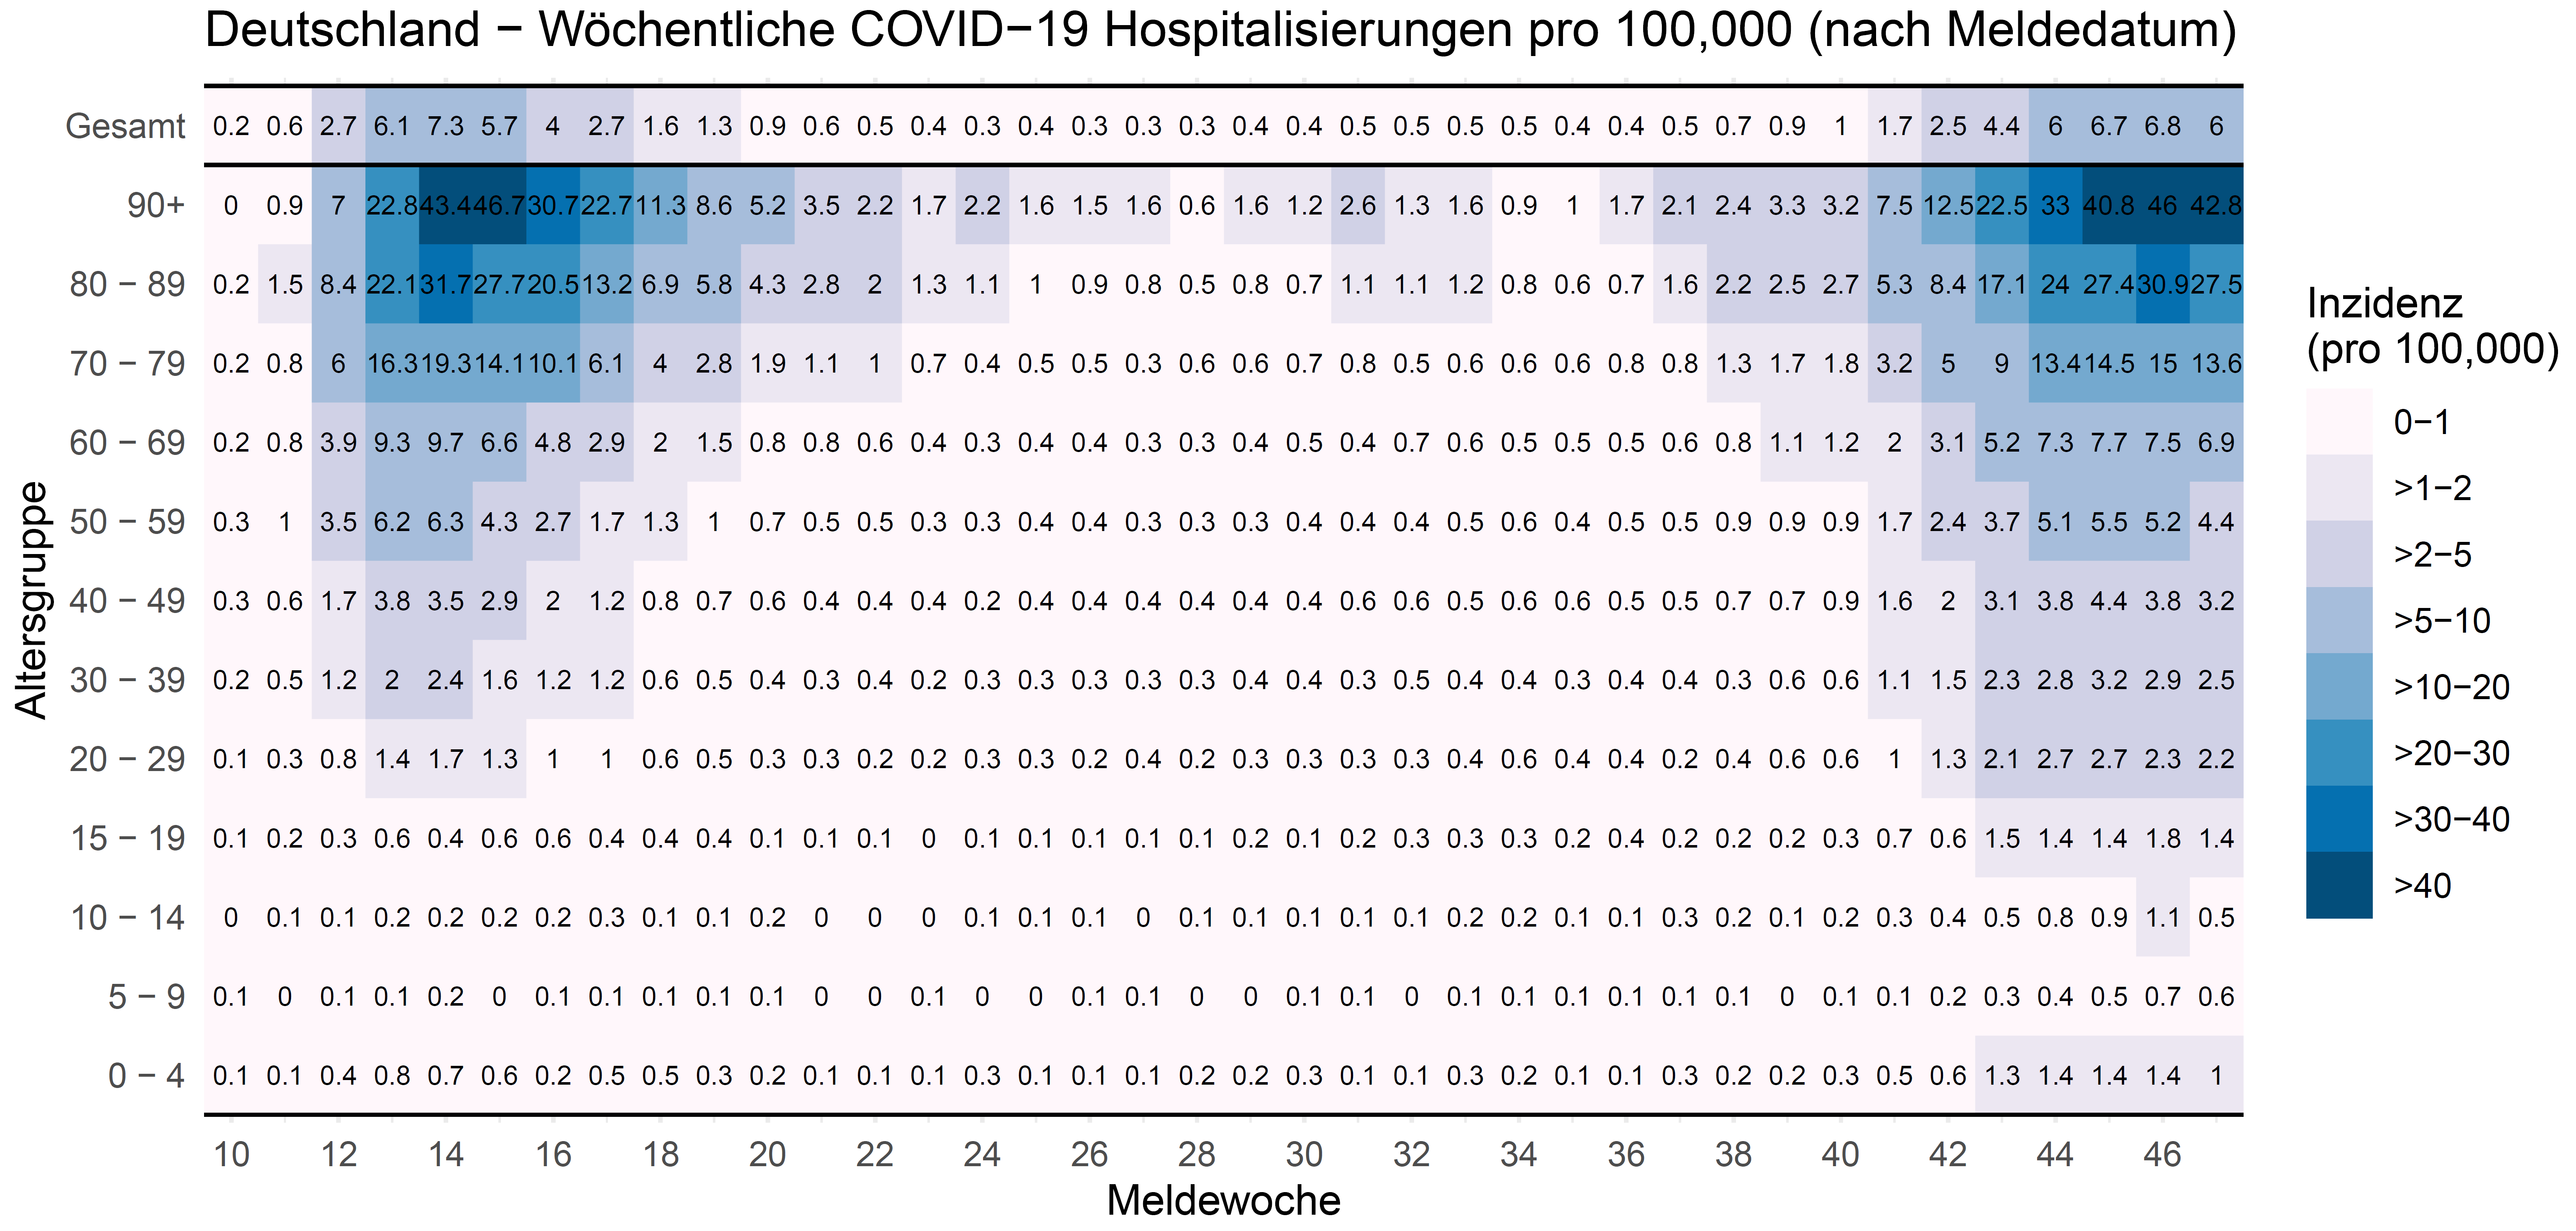 Deutschland − Wöchentliche COVID−19 Hospitalisierungen pro 100,000 (nach Meldedatum)
Gesamt 0.2 0.6 2.7 6.1 7.3 5.7 4 2.7 1.6 1.3 0.9 0.6 0.5 0.4 0.3 0.4 0.3 0.3 0.3 0.4 0.4 0.5 0.5 0.5 0.5 0.4 0.4 0.5 0.7 0.9 1 1.7 2.5 4.4 6 6.7 6.8 6
90+ 0 0.9 7 22.8 43.4 46.7 30.7 22.7 11.3 8.6 5.2 3.5 2.2 1.7 2.2 1.6 1.5 1.6 0.6 1.6 1.2 2.6 1.3 1.6 0.9 1 1.7 2.1 2.4 3.3 3.2 7.5 12.5 22.5 33 40.8 46 42.8
80 − 89 0.2 1.5 8.4 22.1 31.7 27.7 20.5 13.2 6.9 5.8 4.3 2.8 2 1.3 1.1 1 0.9 0.8 0.5 0.8 0.7 1.1 1.1 1.2 0.8 0.6 0.7 1.6 2.2 2.5 2.7 5.3 8.4 17.1 24 27.4 30.9 27.5
70 − 79 0.2 0.8 6 16.3 19.3 14.1 10.1 6.1 4 2.8 1.9 1.1 1 0.7 0.4 0.5 0.5 0.3 0.6 0.6 0.7 0.8 0.5 0.6 0.6 0.6 0.8 0.8 1.3 1.7 1.8 3.2 5 9 13.4 14.5 15 13.6
60 − 69 0.2 0.8 3.9 9.3 9.7 6.6 4.8 2.9 2 1.5 0.8 0.8 0.6 0.4 0.3 0.4 0.4 0.3 0.3 0.4 0.5 0.4 0.7 0.6 0.5 0.5 0.5 0.6 0.8 1.1 1.2 2 3.1 5.2 7.3 7.7 7.5 6.9
50 − 59 0.3 1 3.5 6.2 6.3 4.3 2.7 1.7 1.3 1 0.7 0.5 0.5 0.3 0.3 0.4 0.4 0.3 0.3 0.3 0.4 0.4 0.4 0.5 0.6 0.4 0.5 0.5 0.9 0.9 0.9 1.7 2.4 3.7 5.1 5.5 5.2 4.4
40 − 49 0.3 0.6 1.7 3.8 3.5 2.9 2 1.2 0.8 0.7 0.6 0.4 0.4 0.4 0.2 0.4 0.4 0.4 0.4 0.4 0.4 0.6 0.6 0.5 0.6 0.6 0.5 0.5 0.7 0.7 0.9 1.6 2 3.1 3.8 4.4 3.8 3.2
30 − 39 0.2 0.5 1.2 2 2.4 1.6 1.2 1.2 0.6 0.5 0.4 0.3 0.4 0.2 0.3 0.3 0.3 0.3 0.3 0.4 0.4 0.3 0.5 0.4 0.4 0.3 0.4 0.4 0.3 0.6 0.6 1.1 1.5 2.3 2.8 3.2 2.9 2.5
20 − 29 0.1 0.3 0.8 1.4 1.7 1.3 1 1 0.6 0.5 0.3 0.3 0.2 0.2 0.3 0.3 0.2 0.4 0.2 0.3 0.3 0.3 0.3 0.4 0.6 0.4 0.4 0.2 0.4 0.6 0.6 1 1.3 2.1 2.7 2.7 2.3 2.2
15 − 19 0.1 0.2 0.3 0.6 0.4 0.6 0.6 0.4 0.4 0.4 0.1 0.1 0.1 0 0.1 0.1 0.1 0.1 0.1 0.2 0.1 0.2 0.3 0.3 0.3 0.2 0.4 0.2 0.2 0.2 0.3 0.7 0.6 1.5 1.4 1.4 1.8 1.4
10 − 14 0 0.1 0.1 0.2 0.2 0.2 0.2 0.3 0.1 0.1 0.2 0 0 0 0.1 0.1 0.1 0 0.1 0.1 0.1 0.1 0.1 0.2 0.2 0.1 0.1 0.3 0.2 0.1 0.2 0.3 0.4 0.5 0.8 0.9 1.1 0.5
5 − 9 0.1 0 0.1 0.1 0.2 0 0.1 0.1 0.1 0.1 0.1 0 0 0.1 0 0 0.1 0.1 0 0 0.1 0.1 0 0.1 0.1 0.1 0.1 0.1 0.1 0 0.1 0.1 0.2 0.3 0.4 0.5 0.7 0.6
0 − 4 0.1 0.1 0.4 0.8 0.7 0.6 0.2 0.5 0.5 0.3 0.2 0.1 0.1 0.1 0.3 0.1 0.1 0.1 0.2 0.2 0.3 0.1 0.1 0.3 0.2 0.1 0.1 0.3 0.2 0.2 0.3 0.5 0.6 1.3 1.4 1.4 1.4 1
10 12 14 16 18 20 22 24 26 28 30 32 34 36 38 40 42 44 46
Meldewoche
Altersgruppe
Inzidenz
(pro 100,000)
0−1
>1−2
>2−5
>5−10
>10−20
>20−30
>30−40
>40